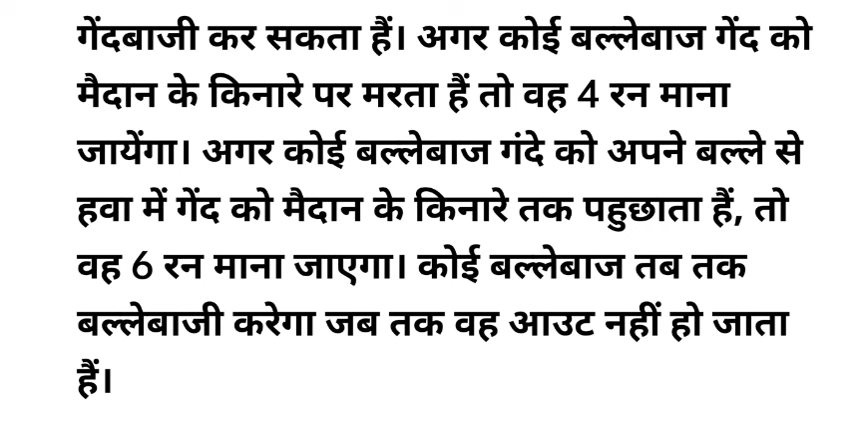 गेंदबाजी कर सकता हैं। अगर कोई बल्लेबाज गेंद को
मैदान के किनारे पर मरता हैं तो वह 4 रन माना
जायेंगा। अगर कोई बल्लेबाज गंदे को अपने बल्ले से
हवा में गेंद को मैदान के किनारे तक पहुछाता हैं, तो
वह 6 रन माना जाएगा। कोई बल्लेबाज तब तक
बल्लेबाजी करेगा जब तक वह आउट नहीं हो जाता
हैं।